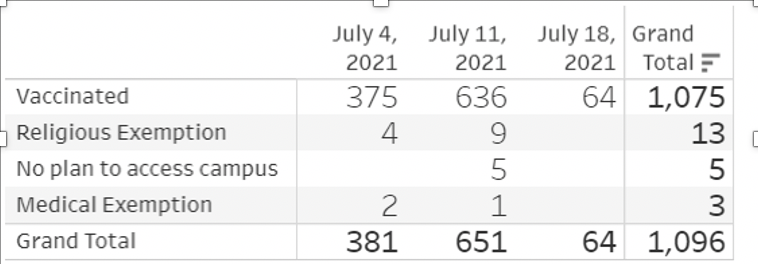 July 4, July 11, July 18, Grand
2021 2021 2021 Total
Vaccinated 375 636 64 1,075
Religious Exemption 4 9 13
No plan to access campus 5 5
Medical Exemption 2 1 3
Grand Total 381 651 64 1,096